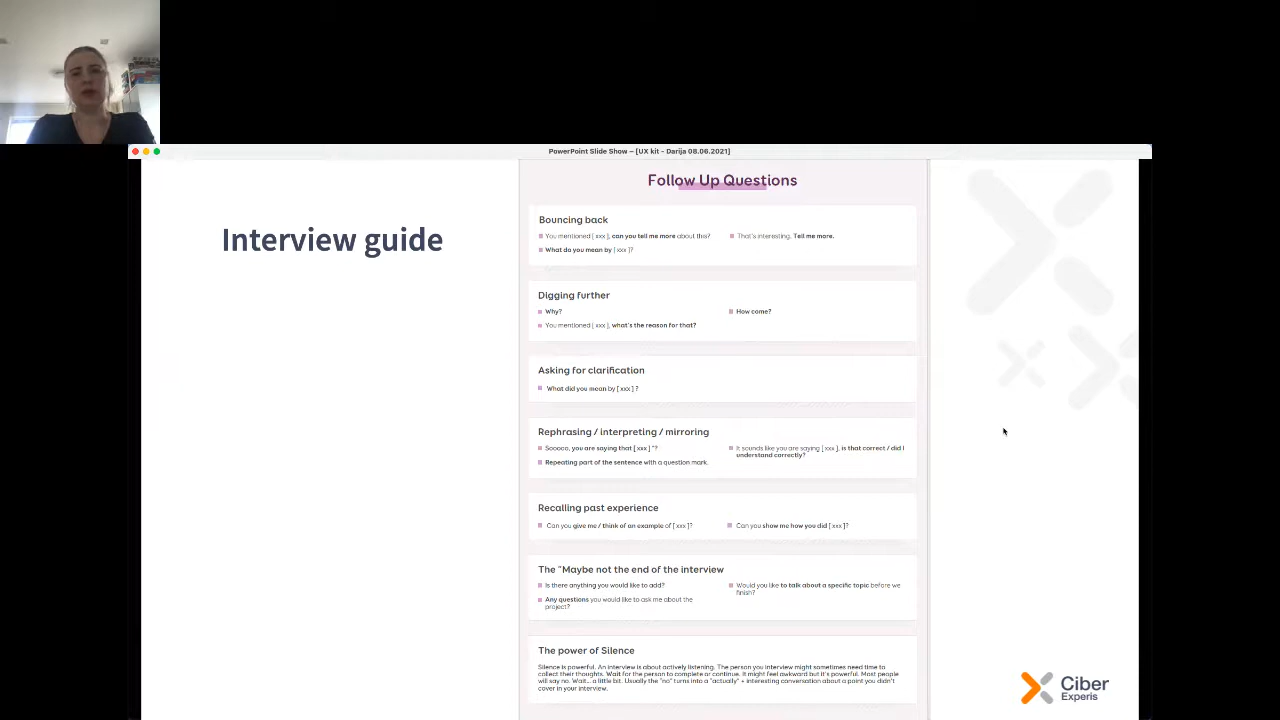 PowerPoint Slide Show – [UX kit - Darija 08.06.2021]
Interview guide
Follow Up Questions
Bouncing back
You mentioned [ xxx ], can you tell me more about this?
That's interesting. Tell me more.
What do you mean by [ xxx ]?
Digging further
Why?
How come?
You mentioned [ xxx ], what's the reason for that?
Asking for clarification
What did you mean by [ xxx ] ?
Rephrasing / interpreting / mirroring
Sooooo, you are saying that [ xxx ] "?
It sounds like you are saying [ xxx ], is that correct / did I
understand correctly?
Repeating part of the sentence with a question mark.
Recalling past experience
Can you give me / think of an example of [ xxx ]?
Can you show me how you did [ xxx ]?
The "Maybe not the end of the interview
Is there anything you would like to add?
Would you like to talk about a specific topic before we
finish?
Any questions you would like to ask me about the
project?
The power of Silence
Silence is powerful. An interview is about actively listening. The person you interview might sometimes need time to
collect their thoughts. Wait for the person to complete or continue. It might feel awkward but it's powerful. Most people
will say no. Wait... a little bit. Usually the "no" turns into a "actually" + interesting conversation about a point you didn't
cover in your interview.
Ciber
Experis